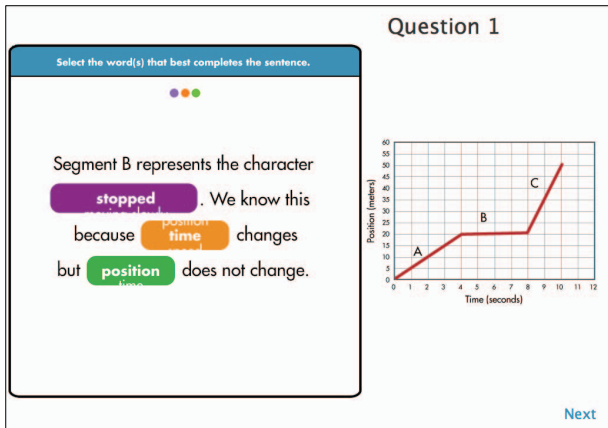 Question 1
Select the word(s) that best completes the sentence.
Segment B represents the character
stopped . We know this
position
because time changes
but position does not change.
time
60
55
50
45
40
35
30
25
20
15
10
5
0
Position (meters)
A
B
C
0 1 2 3 4 5 6 7 8 9 10 11 12
Time (seconds)
Next